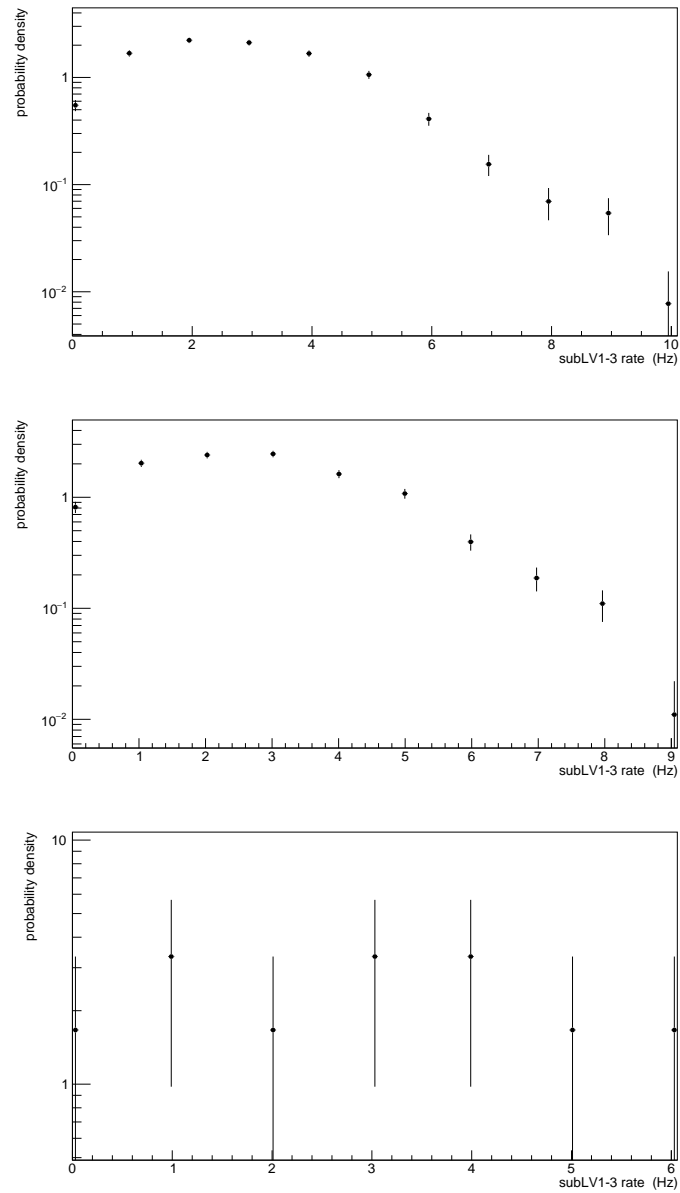 probability density
1
10−1
10−2
0 2 4 6 8 10
subLV1-3 rate (Hz)
probability density
1
10−1
10−2
0 1 2 3 4 5 6 7 8 9
subLV1-3 rate (Hz)
probability density
10
1
0 1 2 3 4 5 6
subLV1-3 rate (Hz)